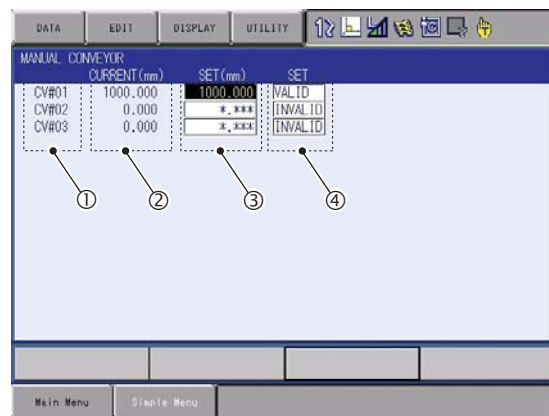 DATA EDIT DISPLAY UTILITY
MANUAL CONVEYOR
CURRENT(mm) SET(mm) SET
CV#01 1000.000 1000.000 VALID
CV#02 0.000 *.*** INVALID
CV#03 0.000 *.*** INVALID
① ② ③ ④
Main Menu Simple Menu